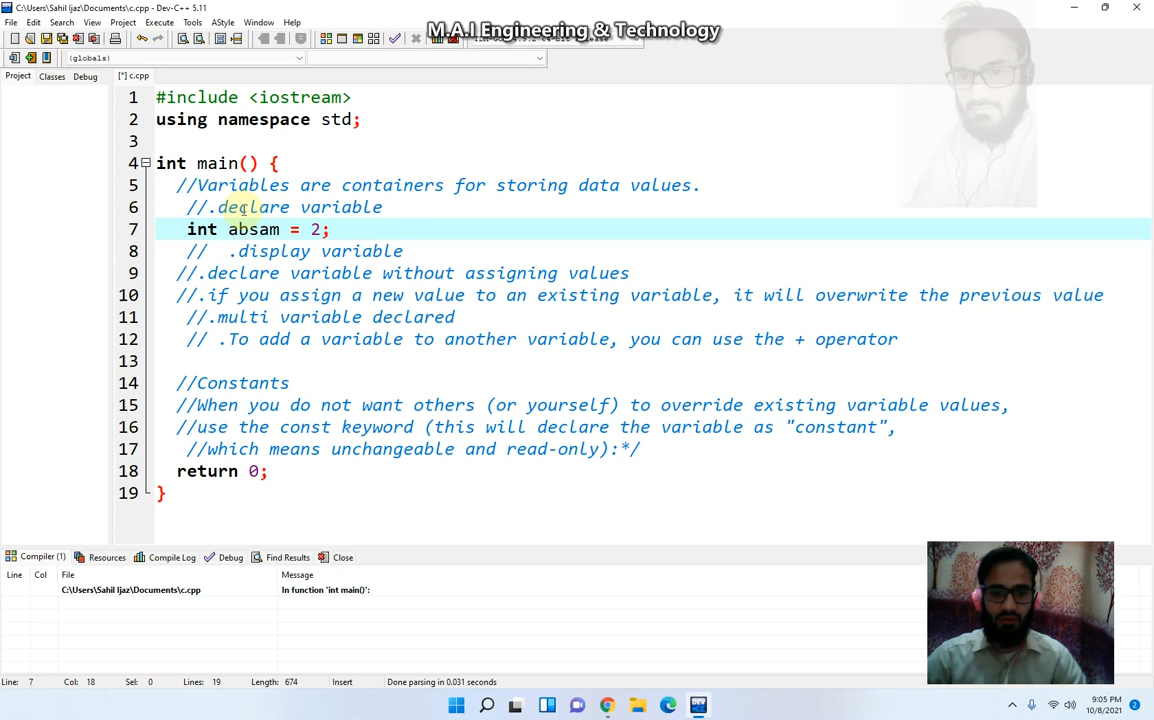 C:\Users\Sahil Ijaz\Documents\c.cpp - Dev-C++ 5.11
File Edit Search View Project Execute Tools AStyle Window Help
M.A.I Engineering & Technology
(globals)
Project Classes Debug [*] c.cpp
1 #include <iostream>
2 using namespace std;
3
4 int main() {
5 //Variables are containers for storing data values.
6 //.declare variable
7 int absam = 2;
8 // .display variable
9 //.declare variable without assigning values
10 //.if you assign a new value to an existing variable, it will overwrite the previous value
11 //.multi variable declared
12 // .To add a variable to another variable, you can use the + operator
13
14 //Constants
15 //When you do not want others (or yourself) to override existing variable values,
16 //use the const keyword (this will declare the variable as "constant",
17 //which means unchangeable and read-only):*/
18 return 0;
19 }
Compiler (1) Resources Compile Log Debug Find Results Close
Line Col File Message
C:\Users\Sahil Ijaz\Documents\c.cpp In function 'int main()':
Line: 7 Col: 18 Sel: 0 Lines: 19 Length: 674 Insert Done parsing in 0.031 seconds
DEV
9:05 PM
10/8/2021
2